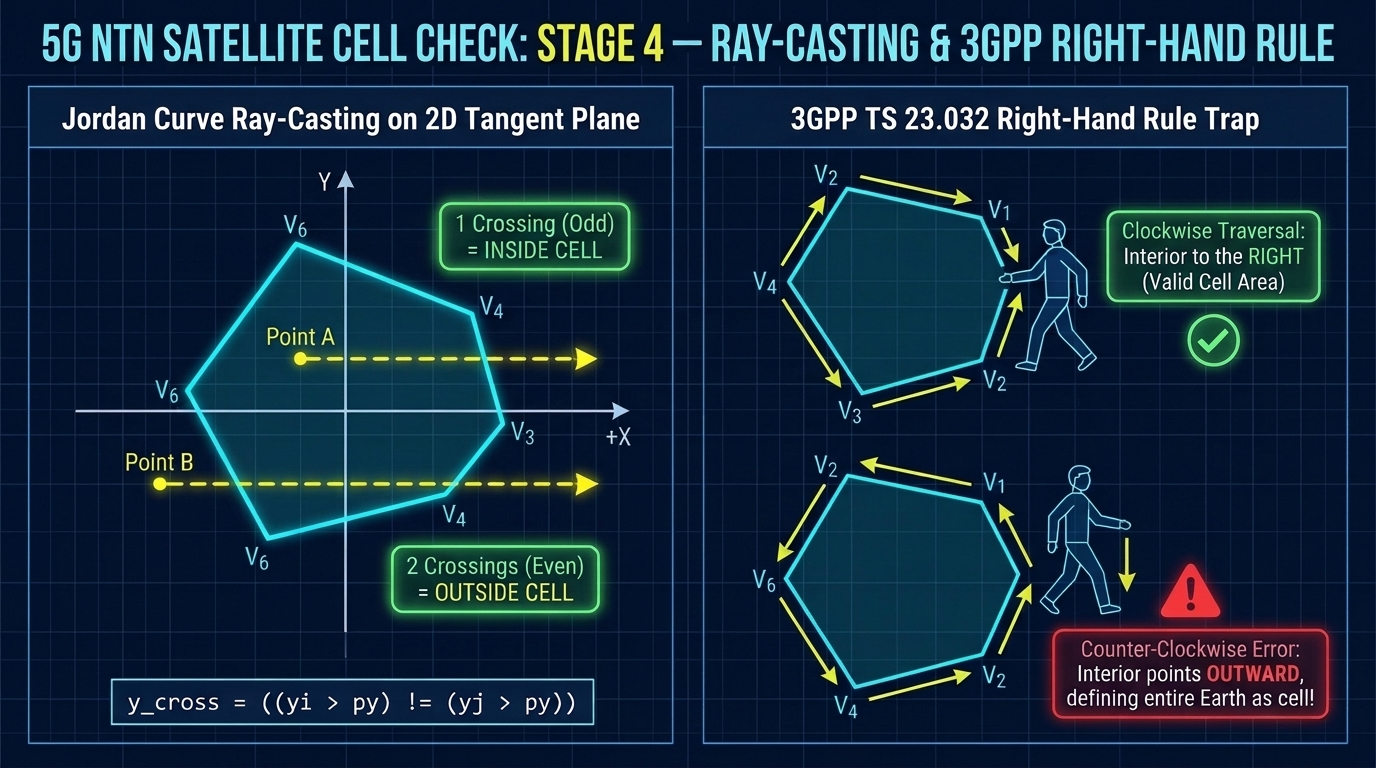 5G NTN SATELLITE CELL CHECK: STAGE 4 — RAY-CASTING & 3GPP RIGHT-HAND RULE
Jordan Curve Ray-Casting on 2D Tangent Plane
Y
V6
1 Crossing (Odd)
= INSIDE CELL
V4
Point A
V6
V3
+X
Point B
V4
V6
2 Crossings (Even)
= OUTSIDE CELL
y_cross = ((yi > py) != (yj > py))
3GPP TS 23.032 Right-Hand Rule Trap
V2
V1
Clockwise Traversal:
Interior to the RIGHT
(Valid Cell Area)
V4
V2
V3
V2
V1
V6
V2
V4
Counter-Clockwise Error:
Interior points OUTWARD,
defining entire Earth as cell!